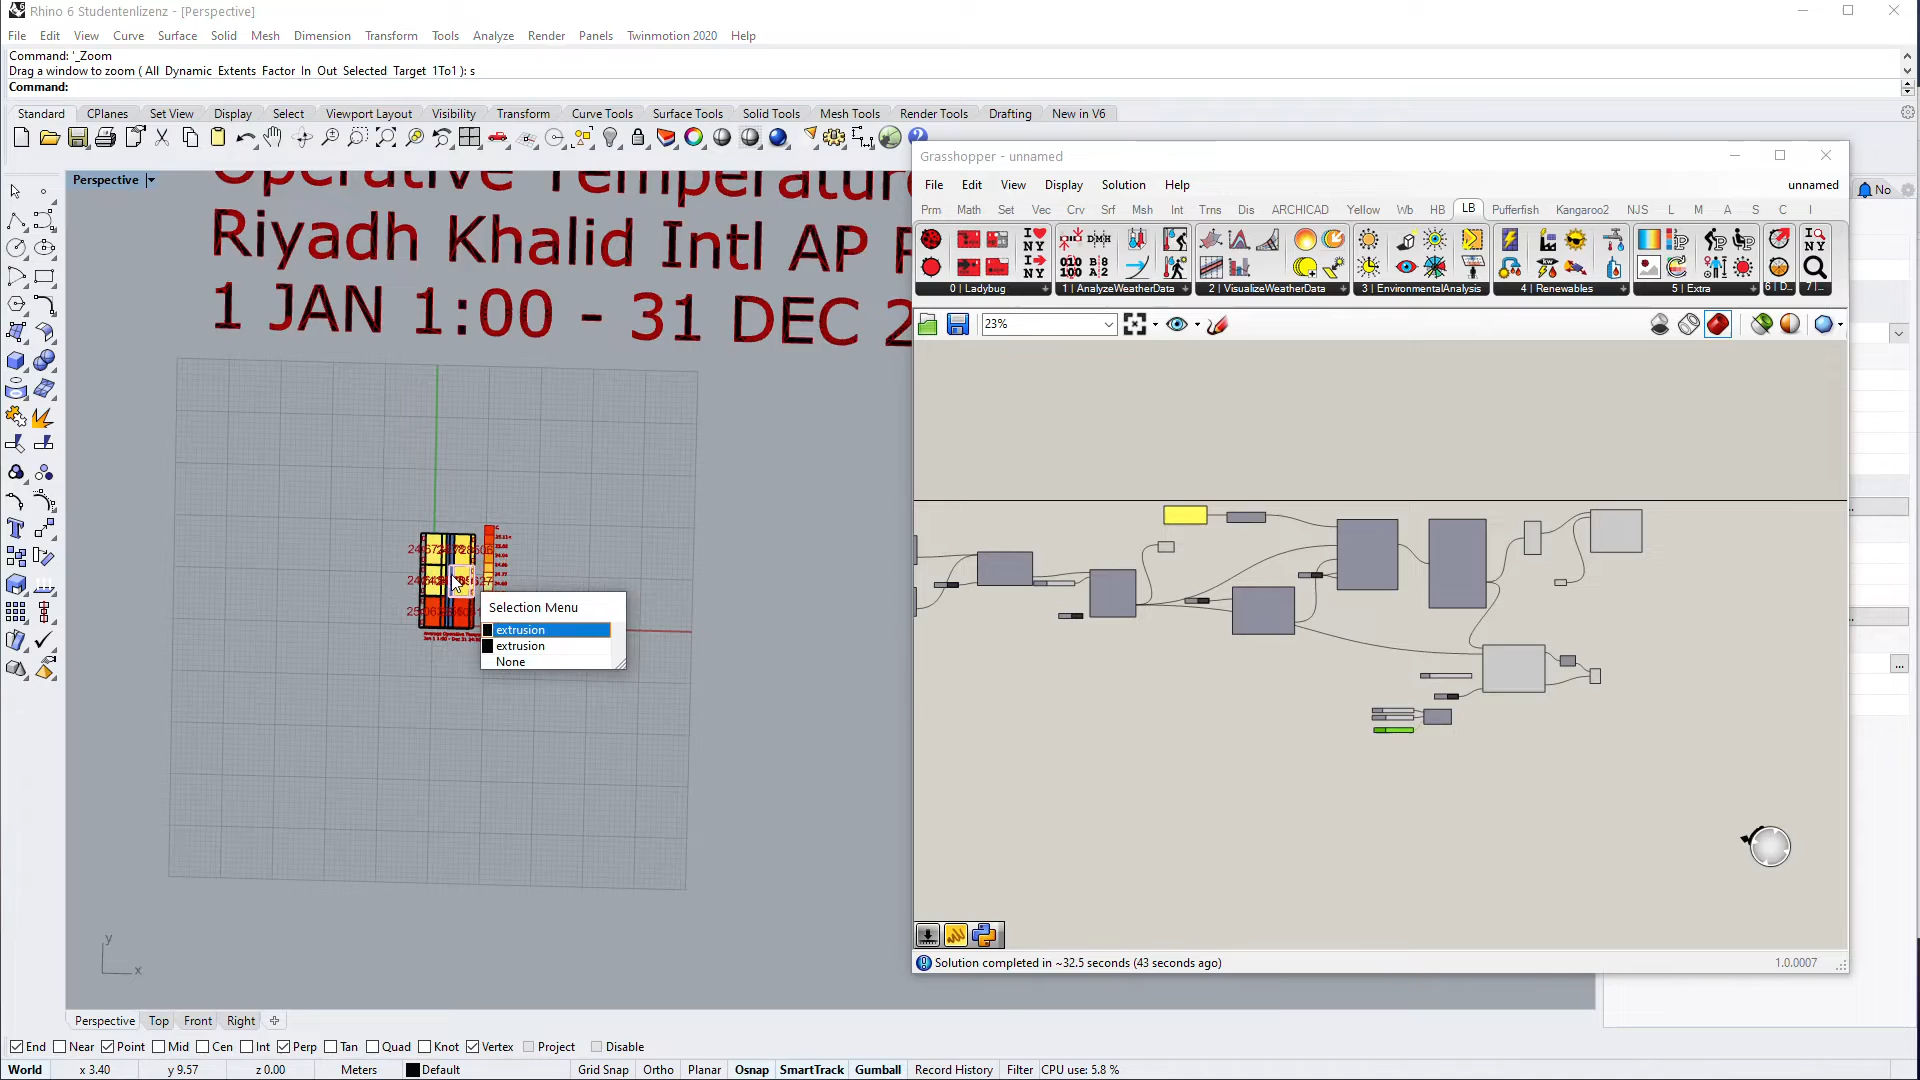 Rhino 6 Studentenlizenz - [Perspective]
File Edit View Curve Surface Solid Mesh Dimension Transform Tools Analyze Render Panels Twinmotion 2020 Help
Command: '_Zoom
Drag a window to zoom ( All Dynamic Extents Factor In Out Selected Target 1To1 ): s
Command:
Standard CPlanes Set View Display Select Viewport Layout Visibility Transform Curve Tools Surface Tools Solid Tools Mesh Tools Render Tools Drafting New in V6
Perspective
Operative Temperature
Riyadh Khalid Intl AP
1 JAN 1:00 - 31 DEC 2
Selection Menu
extrusion
extrusion
None
y
x
Grasshopper - unnamed
File Edit View Display Solution Help unnamed
No
Prm Math Set Vec Crv Srf Msh Int Trns Dis ARCHICAD Yellow Wb HB LB Pufferfish Kangaroo2 NJS L M A S C I
0 | Ladybug 1 | AnalyzeWeatherData 2 | VisualizeWeatherData 3 | EnvironmentalAnalysis 4 | Renewables 5 | Extra 6 | D... 7 |...
23%
Solution completed in ~32.5 seconds (43 seconds ago) 1.0.0007
Perspective Top Front Right
End Near Point Mid Cen Int Perp Tan Quad Knot Vertex Project Disable
World x 3.40 y 9.57 z 0.00 Meters Default Grid Snap Ortho Planar Osnap SmartTrack Gumball Record History Filter CPU use: 5.8 %